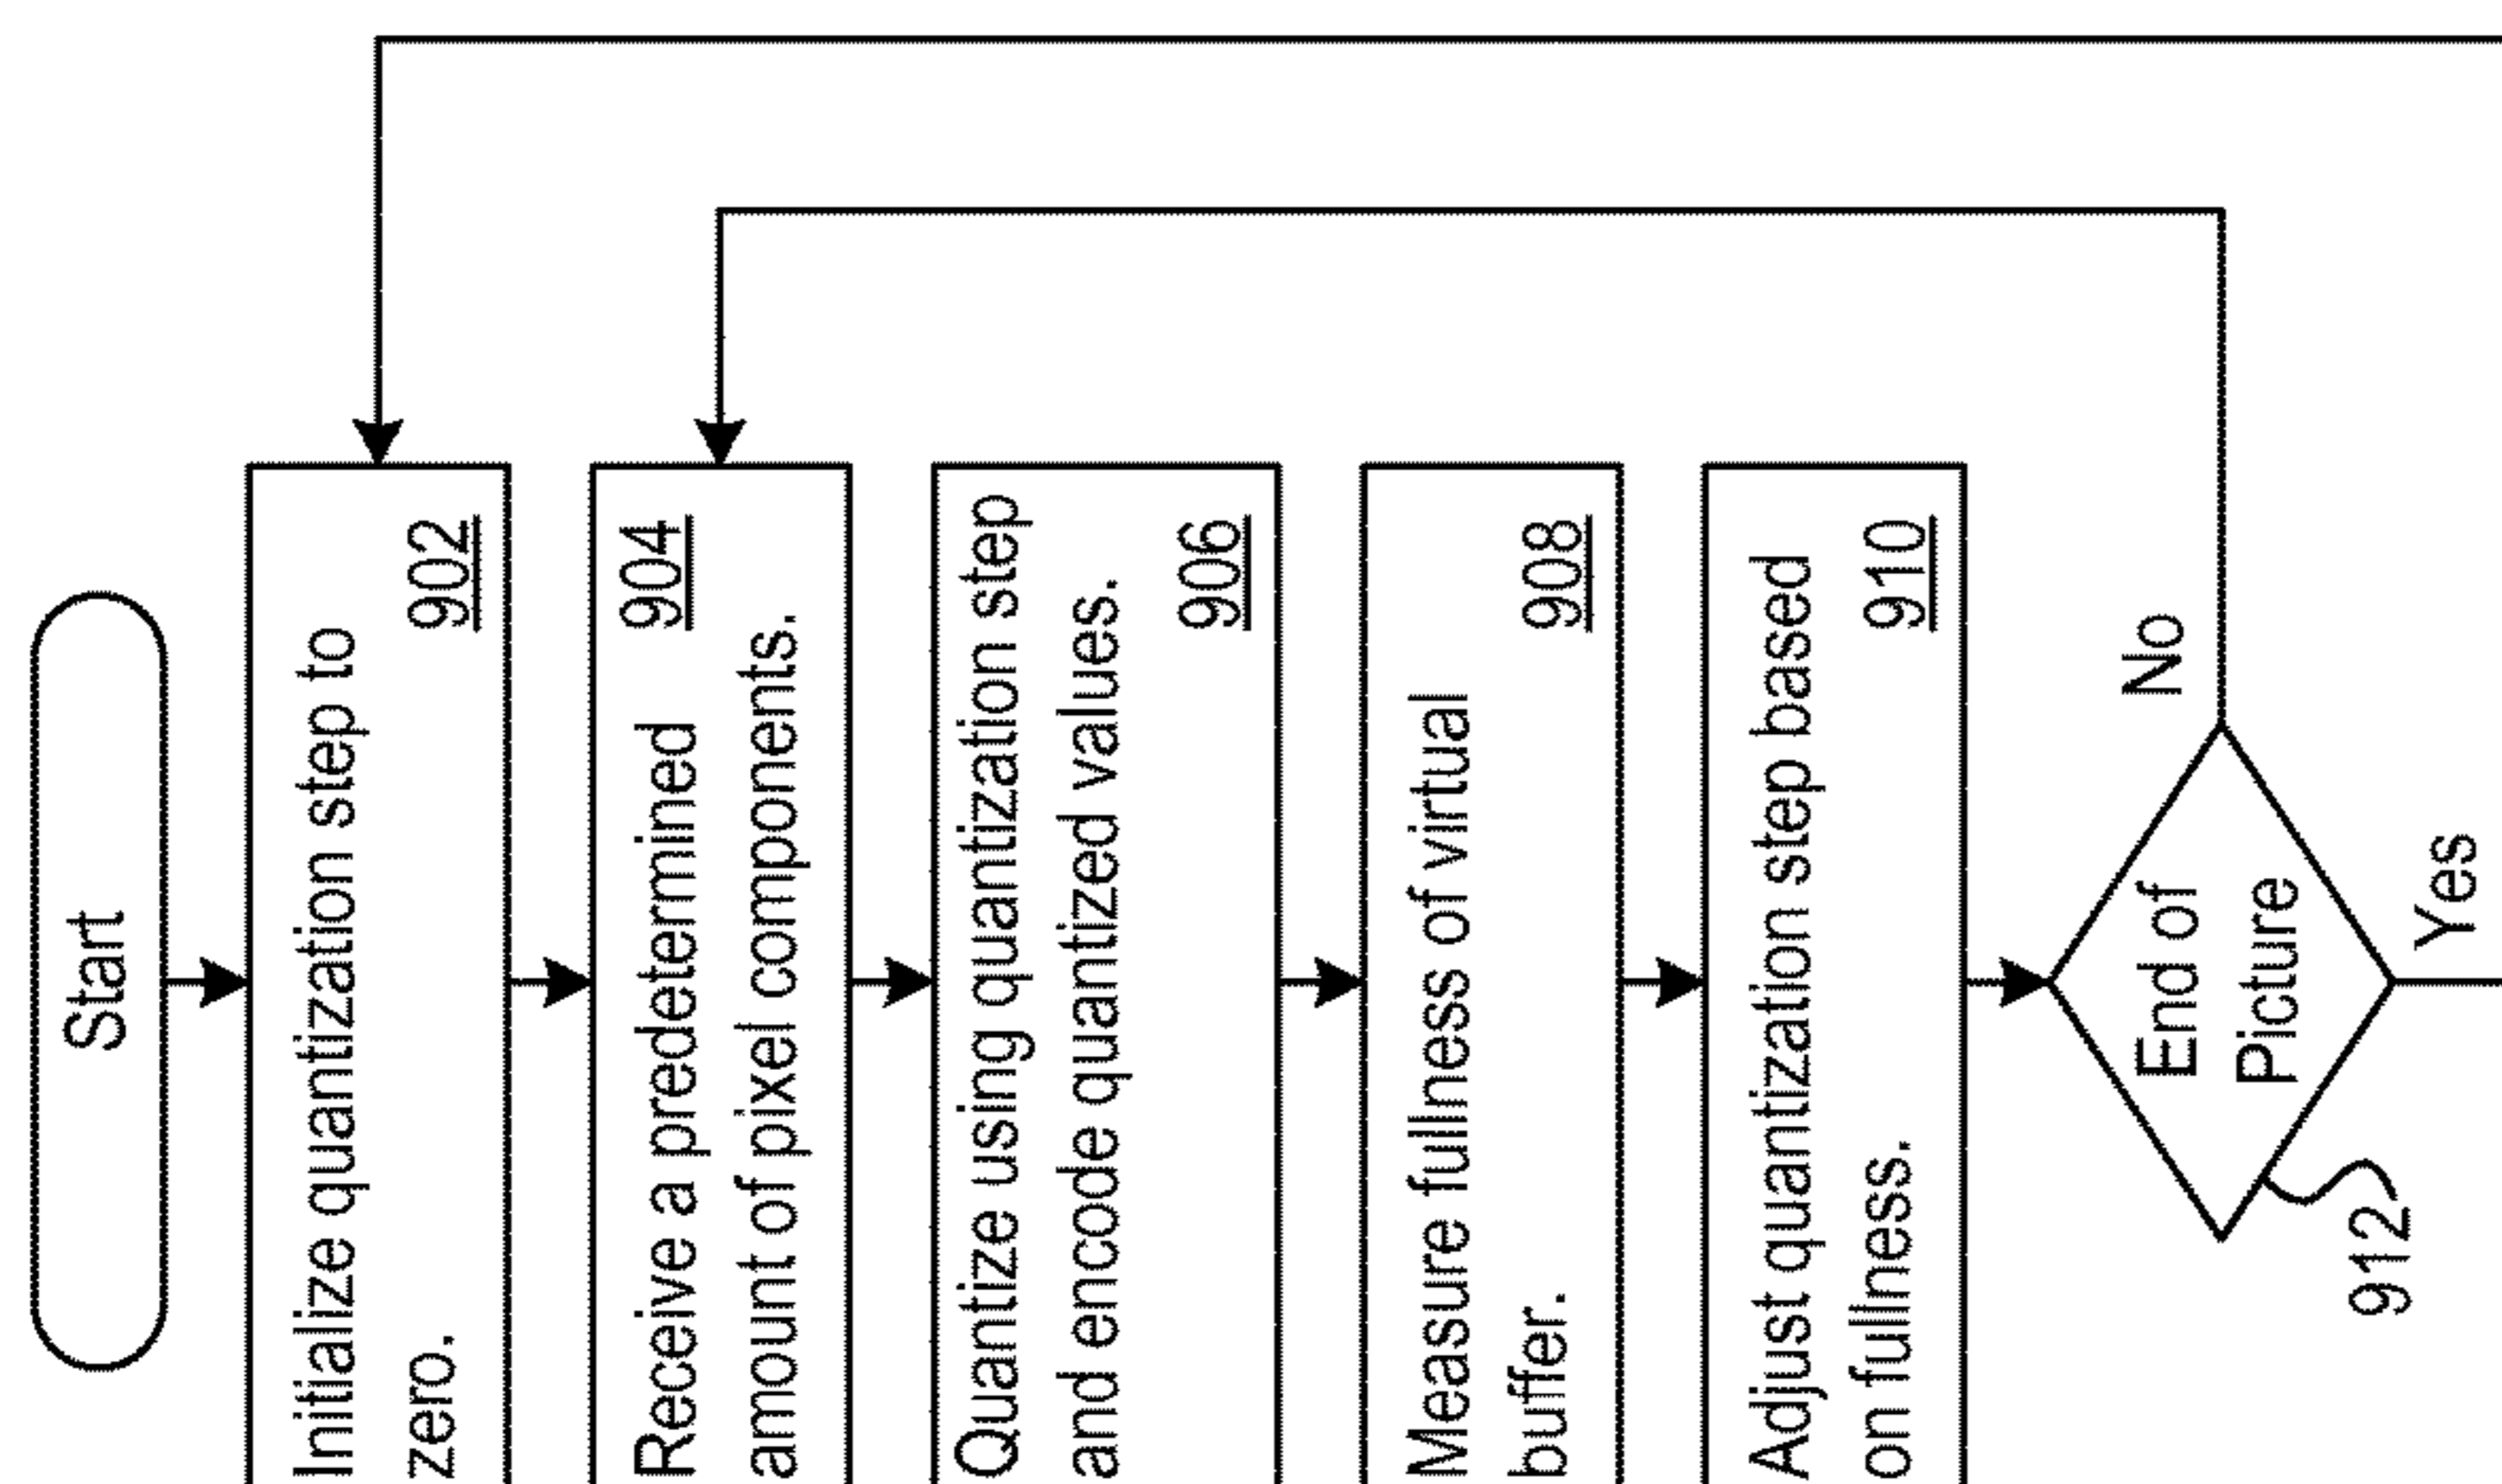 Start
Initialize quantization step to
zero. 902
Receive a predetermined 904
amount of pixel components.
Quantize using quantization step
and encode quantized values.
906
Measure fullness of virtual
buffer. 908
Adjust quantization step based
on fullness. 910
End of
Picture
No
Yes
912